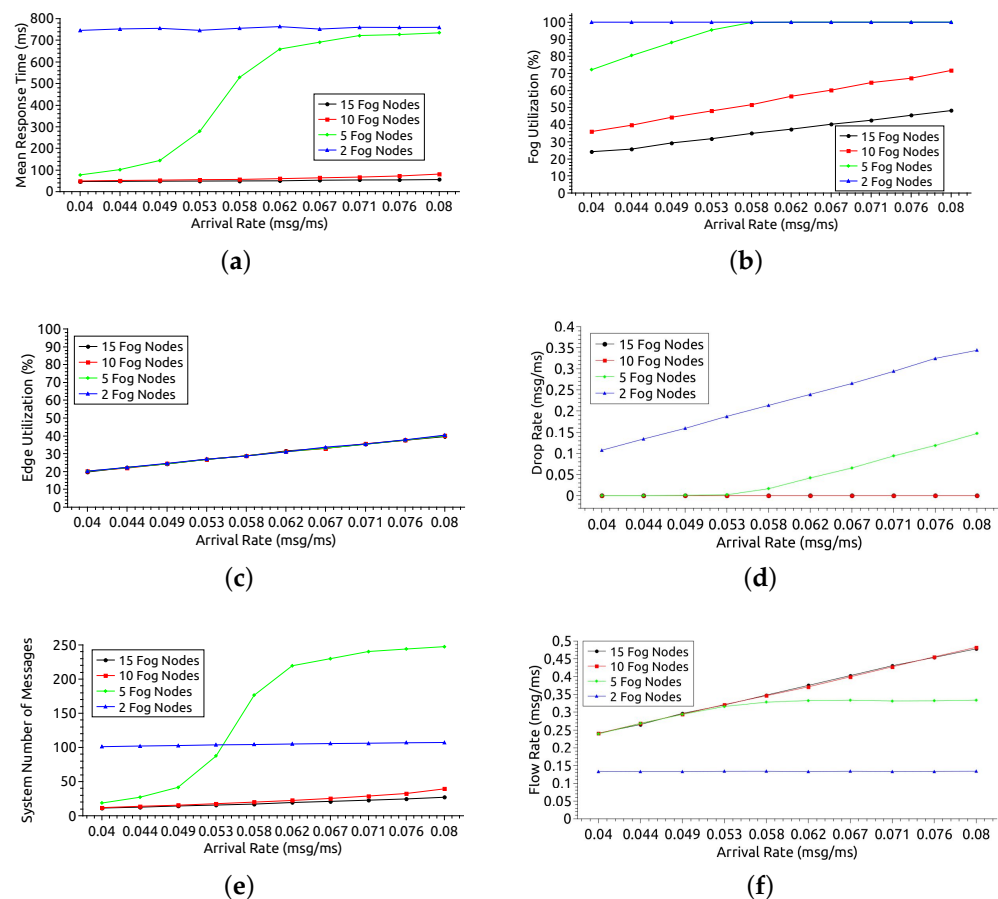 800
700
600
500
400
300
200
100
0
Mean Response Time (ms)
15 Fog Nodes
10 Fog Nodes
5 Fog Nodes
2 Fog Nodes
0.04 0.044 0.049 0.053 0.058 0.062 0.067 0.071 0.076 0.08
Arrival Rate (msg/ms)
(a)
100
90
80
70
60
50
40
30
20
10
0
Fog Utilization (%)
15 Fog Nodes
10 Fog Nodes
5 Fog Nodes
2 Fog Nodes
0.04 0.044 0.049 0.053 0.058 0.062 0.067 0.071 0.076 0.08
Arrival Rate (msg/ms)
(b)
100
90
80
70
60
50
40
30
20
10
0
Edge Utilization (%)
15 Fog Nodes
10 Fog Nodes
5 Fog Nodes
2 Fog Nodes
0.04 0.044 0.049 0.053 0.058 0.062 0.067 0.071 0.076 0.08
Arrival Rate (msg/ms)
(c)
0.4
0.35
0.3
0.25
0.2
0.15
0.1
0.05
0
Drop Rate (msg/ms)
15 Fog Nodes
10 Fog Nodes
5 Fog Nodes
2 Fog Nodes
0.04 0.044 0.049 0.053 0.058 0.062 0.067 0.071 0.076 0.08
Arrival Rate (msg/ms)
(d)
250
200
150
100
50
0
System Number of Messages
15 Fog Nodes
10 Fog Nodes
5 Fog Nodes
2 Fog Nodes
0.04 0.044 0.049 0.053 0.058 0.062 0.067 0.071 0.076 0.08
Arrival Rate (msg/ms)
(e)
0.5
0.45
0.4
0.35
0.3
0.25
0.2
0.15
0.1
0.05
0
Flow Rate (msg/ms)
15 Fog Nodes
10 Fog Nodes
5 Fog Nodes
2 Fog Nodes
0.04 0.044 0.049 0.053 0.058 0.062 0.067 0.071 0.076 0.08
Arrival Rate (msg/ms)
(f)